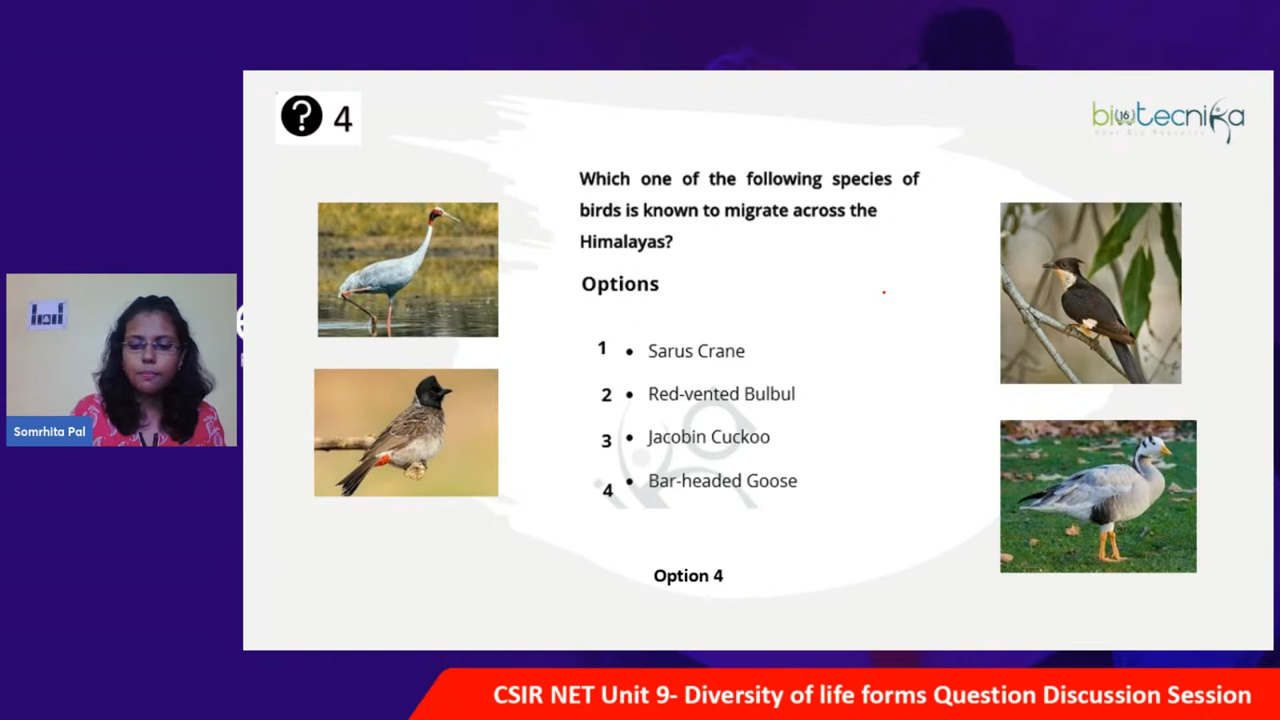 ? 4
biotecnika
Which one of the following species of
birds is known to migrate across the
Himalayas?
Options
1 • Sarus Crane
2 • Red-vented Bulbul
3 • Jacobin Cuckoo
4 • Bar-headed Goose
Option 4
Somrhita Pal
CSIR NET Unit 9- Diversity of life forms Question Discussion Session